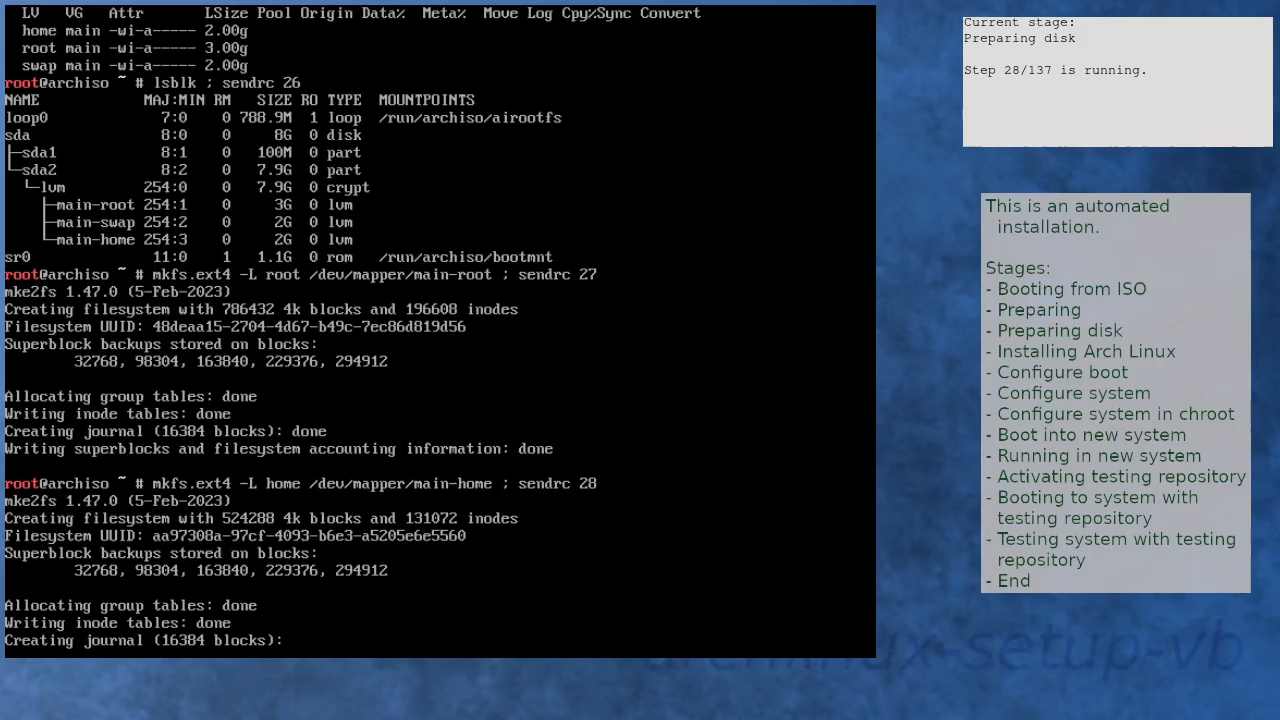 LV   VG   Attr       LSize Pool Origin Data%  Meta%  Move Log Cpy%Sync Convert
home main -wi-a----- 2.00g
root main -wi-a----- 3.00g
swap main -wi-a----- 2.00g
root@archiso ~ # lsblk ; sendrc 26
NAME            MAJ:MIN RM   SIZE RO TYPE  MOUNTPOINTS
loop0             7:0    0 788.9M  1 loop  /run/archiso/airootfs
sda               8:0    0     8G  0 disk
├─sda1            8:1    0   100M  0 part
└─sda2            8:2    0   7.9G  0 part
  └─lvm         254:0    0   7.9G  0 crypt
    ├─main-root 254:1    0     3G  0 lvm
    ├─main-swap 254:2    0     2G  0 lvm
    └─main-home 254:3    0     2G  0 lvm
sr0              11:0    1   1.1G  0 rom   /run/archiso/bootmnt
root@archiso ~ # mkfs.ext4 -L root /dev/mapper/main-root ; sendrc 27
mke2fs 1.47.0 (5-Feb-2023)
Creating filesystem with 786432 4k blocks and 196608 inodes
Filesystem UUID: 48deaa15-2704-4d67-b49c-7ec86d819d56
Superblock backups stored on blocks:
32768, 98304, 163840, 229376, 294912
Allocating group tables: done
Writing inode tables: done
Creating journal (16384 blocks): done
Writing superblocks and filesystem accounting information: done
root@archiso ~ # mkfs.ext4 -L home /dev/mapper/main-home ; sendrc 28
mke2fs 1.47.0 (5-Feb-2023)
Creating filesystem with 524288 4k blocks and 131072 inodes
Filesystem UUID: aa97308a-97cf-4093-b6e3-a5205e6e5560
Superblock backups stored on blocks:
32768, 98304, 163840, 229376, 294912
Allocating group tables: done
Writing inode tables: done
Creating journal (16384 blocks):
Current stage:
Preparing disk
Step 28/137 is running.
This is an automated
installation.
Stages:
- Booting from ISO
- Preparing
- Preparing disk
- Installing Arch Linux
- Configure boot
- Configure system
- Configure system in chroot
- Boot into new system
- Running in new system
- Activating testing repository
- Booting to system with
testing repository
- Testing system with testing
repository
- End
archlinux-setup-vb